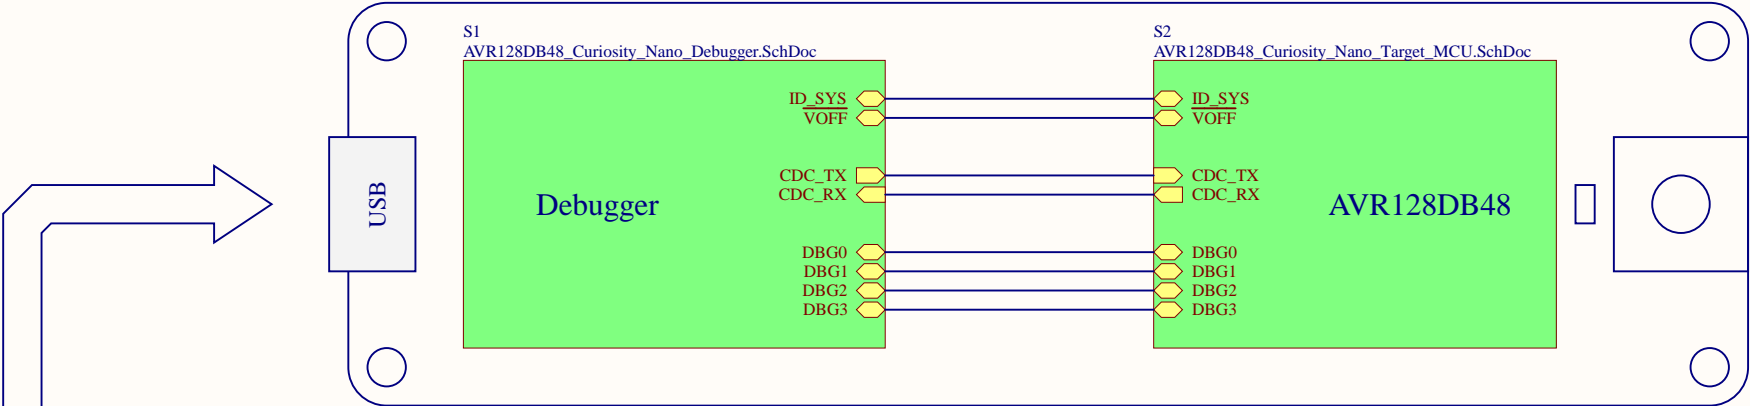 S1
AVR128DB48_Curiosity_Nano_Debugger.SchDoc
ID_SYS
VOFF
CDC_TX
CDC_RX
DBG0
DBG1
DBG2
DBG3
Debugger
USB
S2
AVR128DB48_Curiosity_Nano_Target_MCU.SchDoc
ID_SYS
VOFF
CDC_TX
CDC_RX
DBG0
DBG1
DBG2
DBG3
AVR128DB48